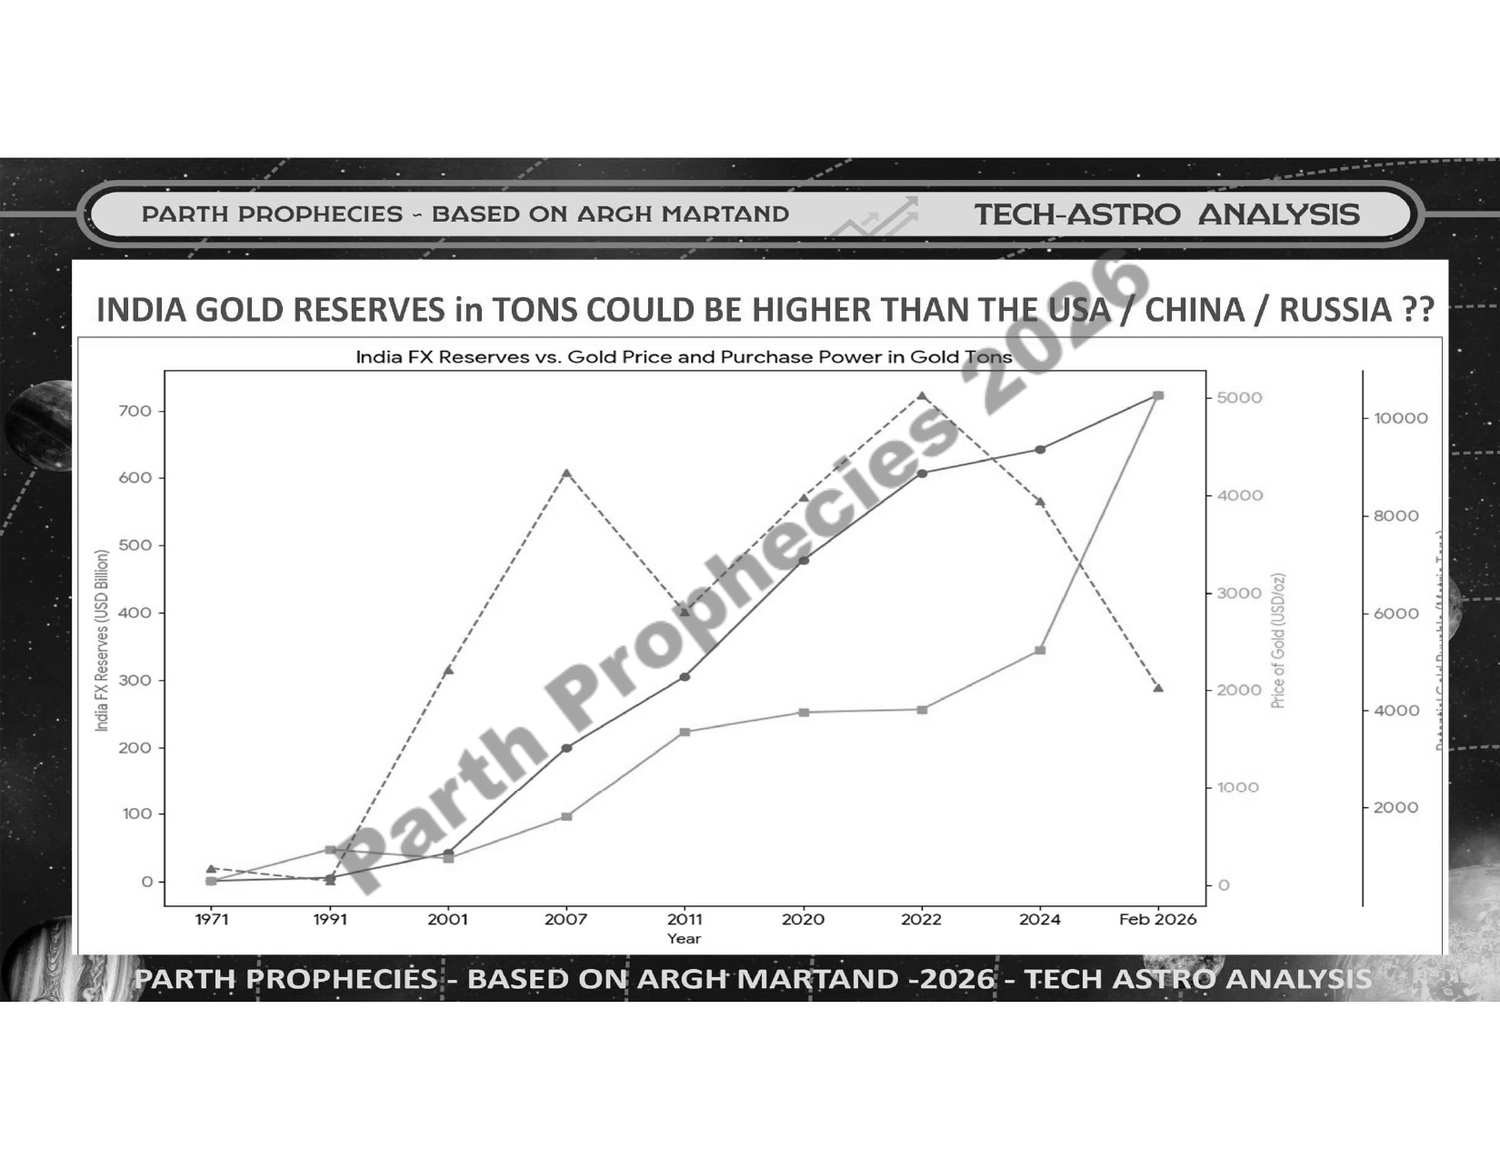 PARTH PROPHECIES ~ BASED ON ARGH MARTAND
TECH-ASTRO ANALYSIS
INDIA GOLD RESERVES in TONS COULD BE HIGHER THAN THE USA / CHINA / RUSSIA ??
India FX Reserves vs. Gold Price and Purchase Power in Gold Tons
India FX Reserves (USD Billion)
700
600
500
400
300
200
100
0
5000
4000
3000
2000
1000
0
Price of Gold (USD/oz)
10000
8000
6000
4000
2000
1971 1991 2001 2007 2011 2020 2022 2024 Feb 2026
Year
Parth Prophecies 2026
PARTH PROPHECIES - BASED ON ARGH MARTAND -2026 - TECH ASTRO ANALYSIS